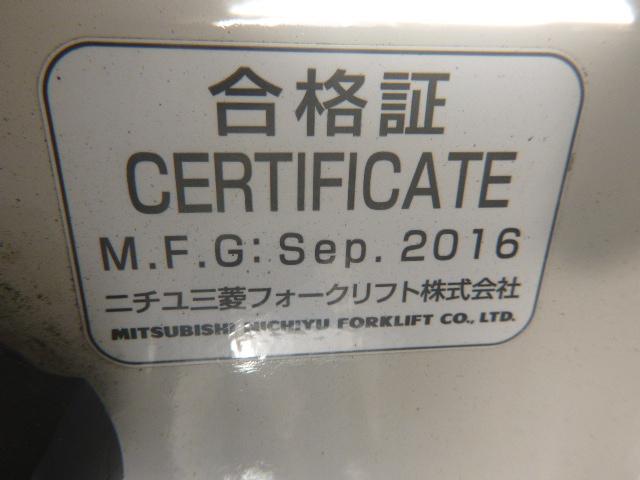 合格証
CERTIFICATE
M.F.G: Sep. 2016
ニチユ三菱フォークリフト株式会社
MITSUBISHI NICHIYU FORKLIFT CO., LTD.